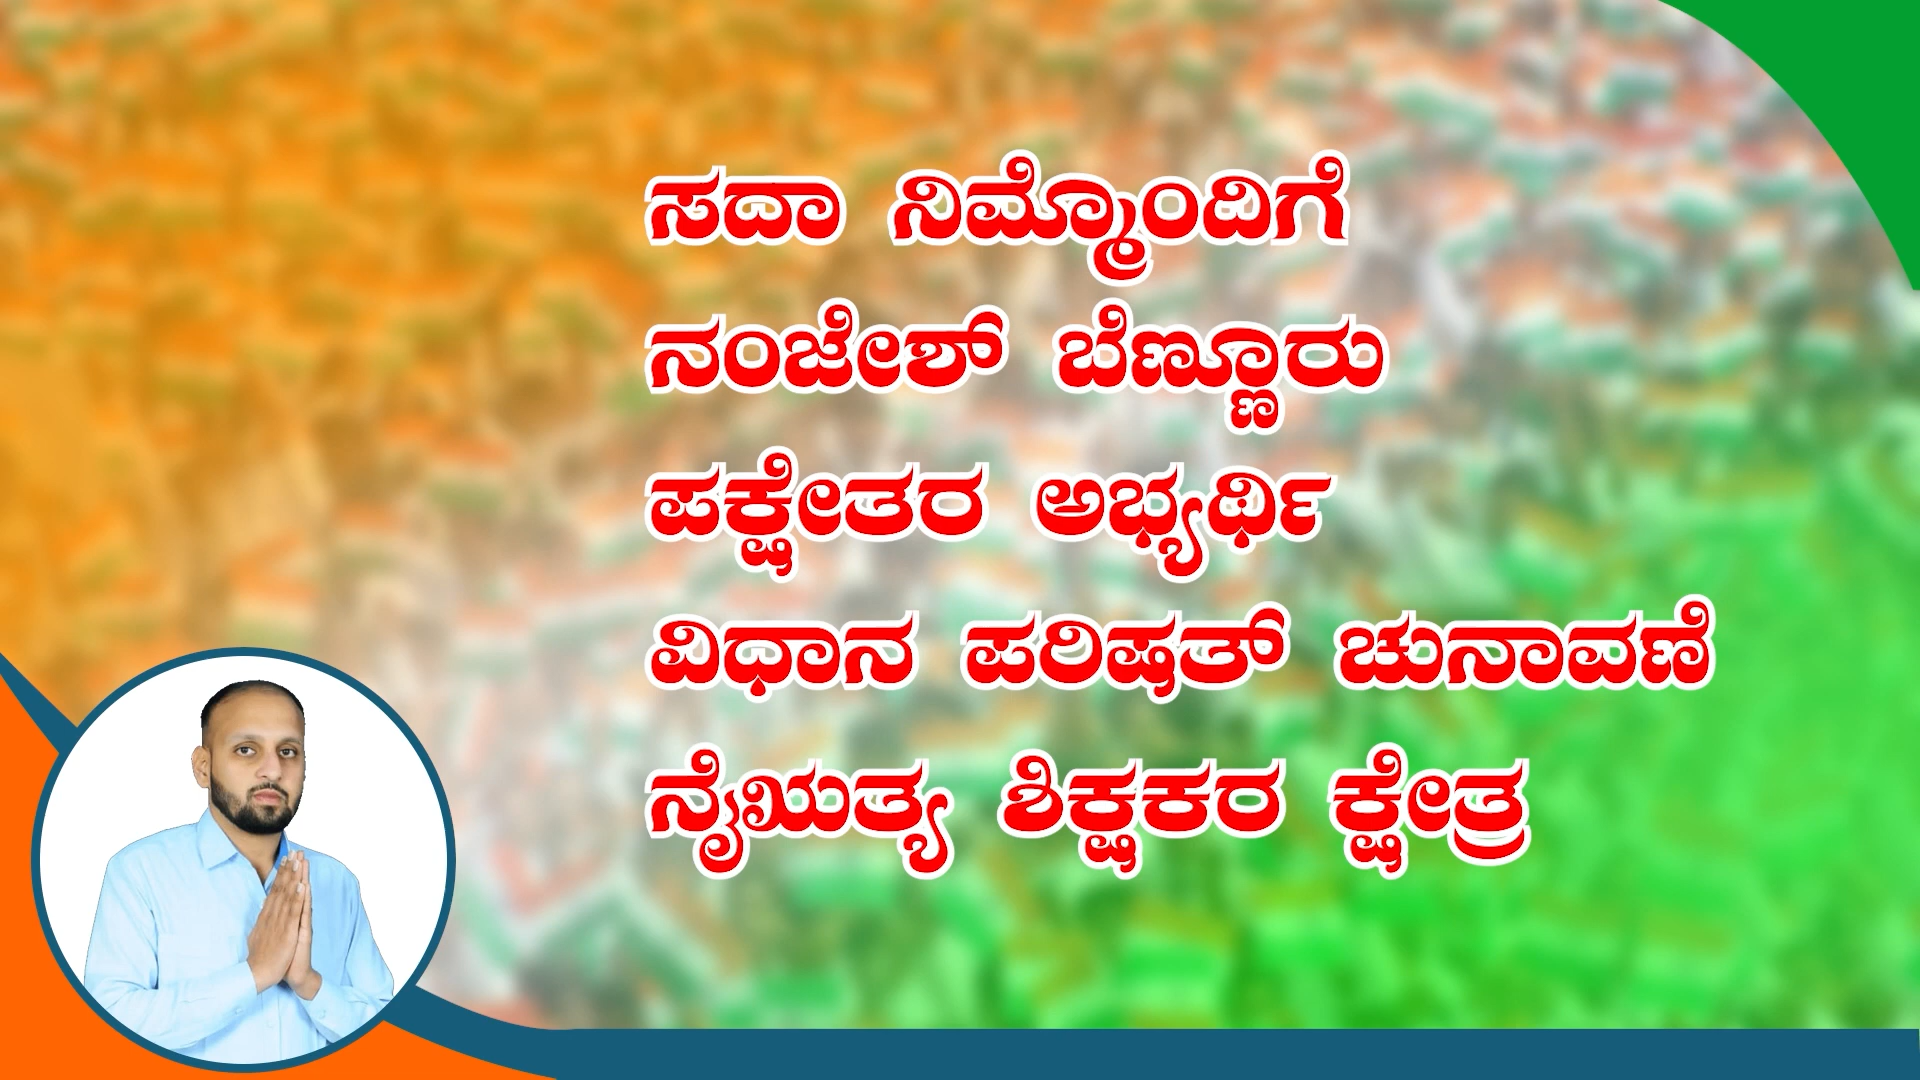 ಸದಾ ನಿಮ್ಮೊಂದಿಗೆ
ನಂಜೇಶ್ ಬೆಣ್ಣೂರು
ಪಕ್ಷೇತರ ಅಭ್ಯರ್ಥಿ
ವಿಧಾನ ಪರಿಷತ್ ಚುನಾವಣೆ
ನೈಋತ್ಯ ಶಿಕ್ಷಕರ ಕ್ಷೇತ್ರ